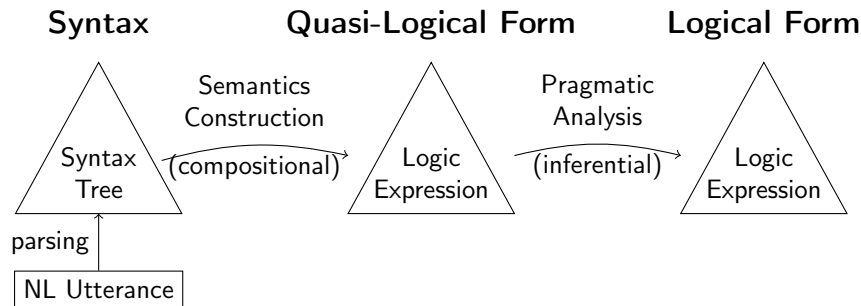 Syntax
Quasi-Logical Form
Logical Form
Semantics
Construction
(compositional)
Pragmatic
Analysis
(inferential)
Syntax
Tree
Logic
Expression
Logic
Expression
parsing
NL Utterance